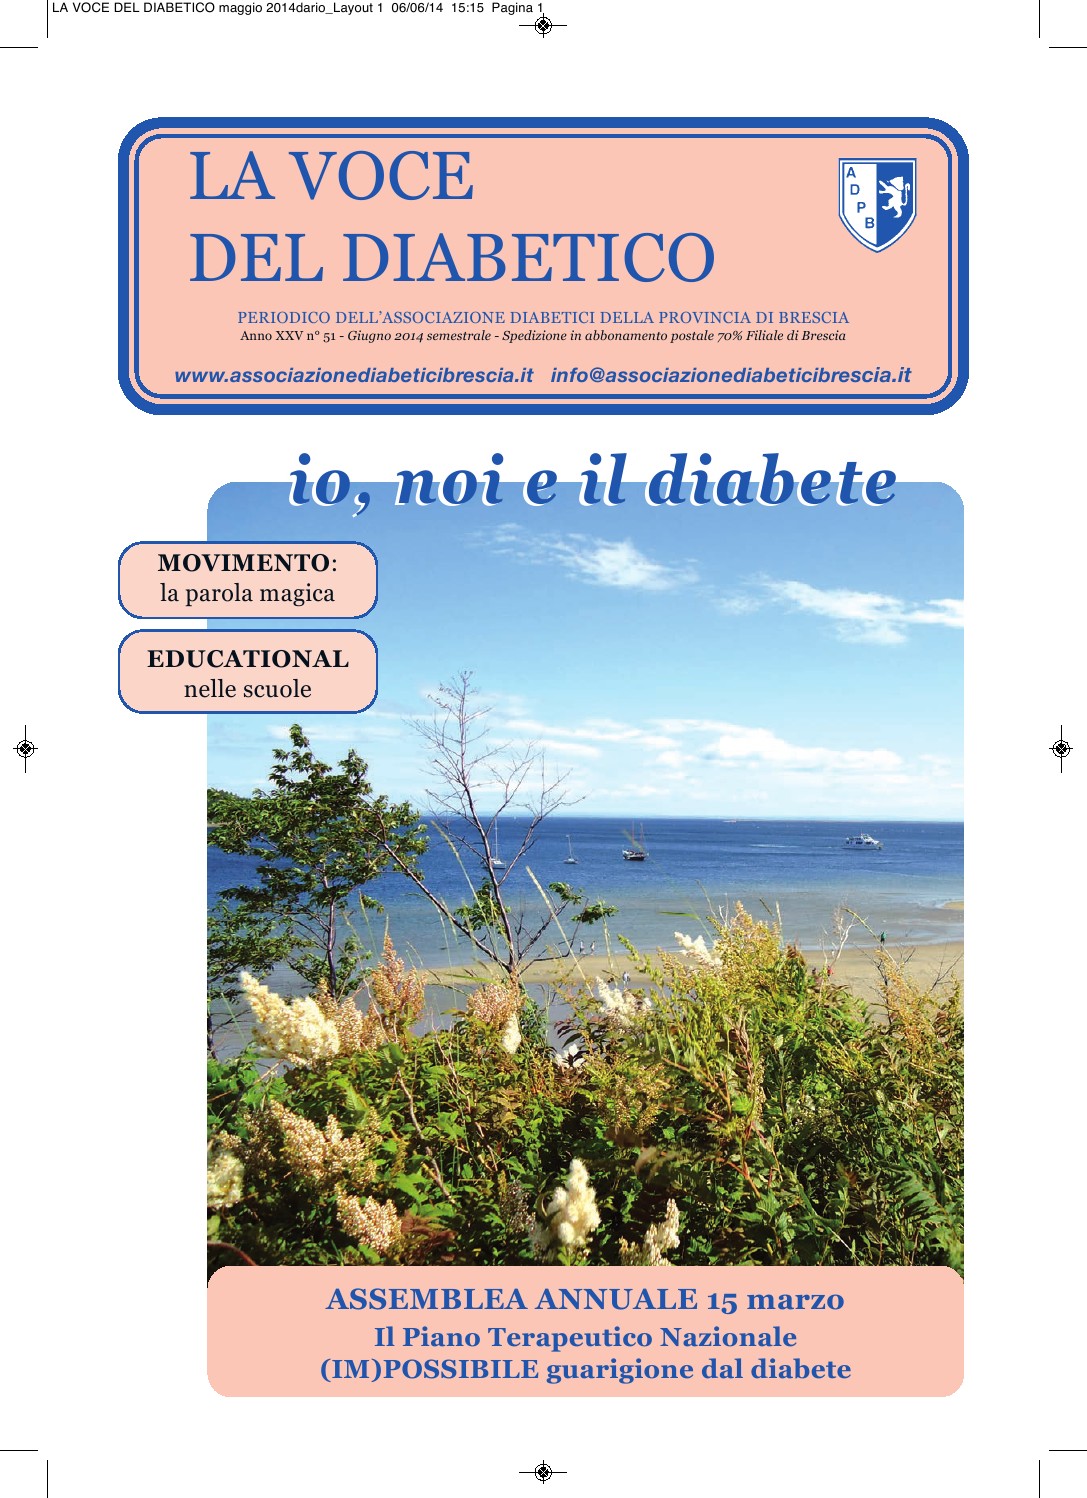 LA VOCE DEL DIABETICO maggio 2014dario_Layout 1 06/06/14 15:15 Pagina 1
LA VOCE
DEL DIABETICO
A
D
P
B
PERIODICO DELL'ASSOCIAZIONE DIABETICI DELLA PROVINCIA DI BRESCIA
Anno XXV n° 51 - Giugno 2014 semestrale - Spedizione in abbonamento postale 70% Filiale di Brescia
www.associazionediabeticibrescia.it info@associazionediabeticibrescia.it
io, noi e il diabete
MOVIMENTO:
la parola magica
EDUCATIONAL
nelle scuole
ASSEMBLEA ANNUALE 15 marzo
Il Piano Terapeutico Nazionale
(IM)POSSIBILE guarigione dal diabete